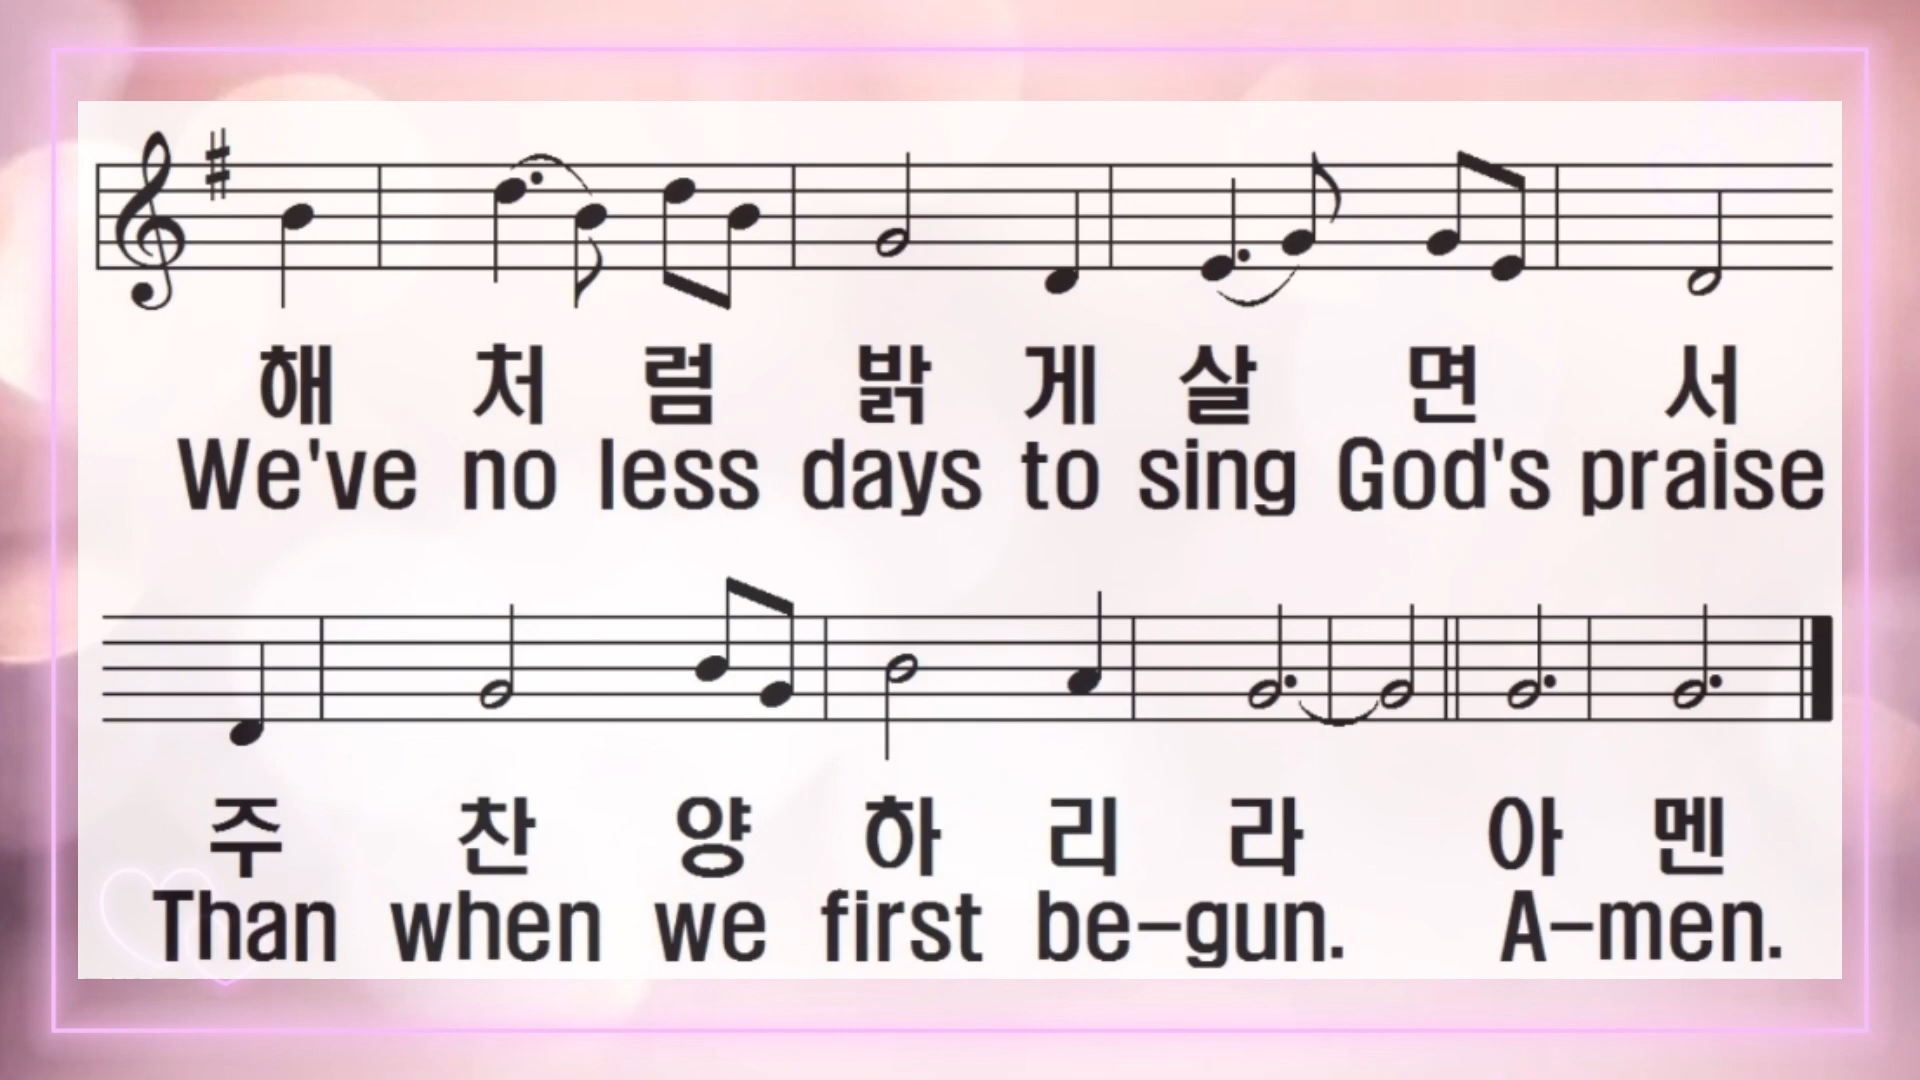 해 처 럼 밝 게 살 면 서
We've no less days to sing God's praise
주 찬 양 하 리 라 아 멘
Than when we first be-gun. A-men.